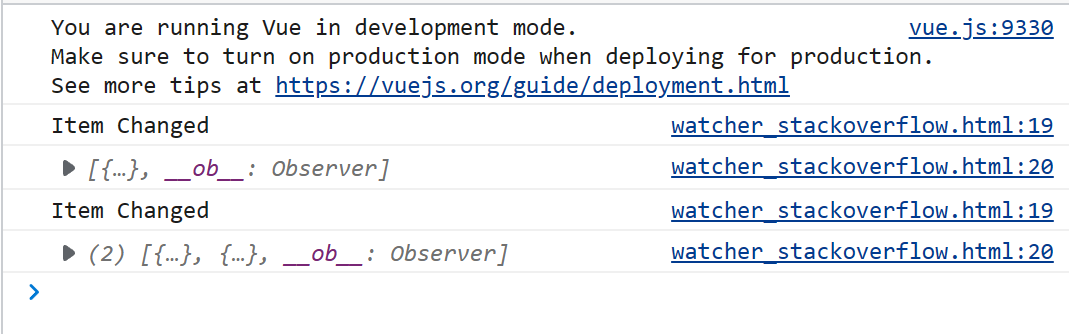 You are running Vue in development mode. vue.js:9330
Make sure to turn on production mode when deploying for production.
See more tips at https://vuejs.org/guide/deployment.html
Item Changed watcher_stackoverflow.html:19
▶ [{…}, __ob__: Observer] watcher_stackoverflow.html:20
Item Changed watcher_stackoverflow.html:19
▶ (2) [{…}, {…}, __ob__: Observer] watcher_stackoverflow.html:20